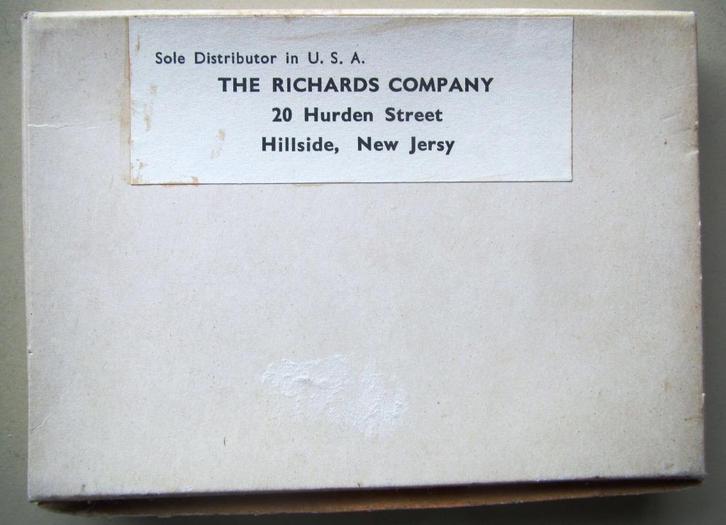 Sole Distributor in U. S. A.
THE RICHARDS COMPANY
20 Hurden Street
Hillside, New Jersy